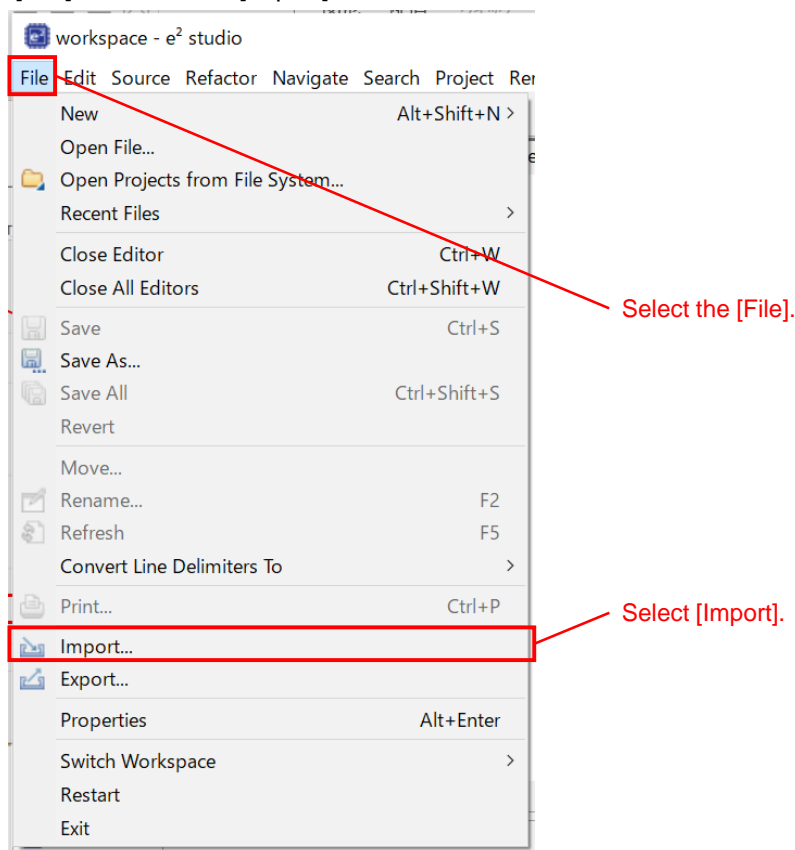 workspace - e² studio
File Edit Source Refactor Navigate Search Project
New Alt+Shift+N >
Open File...
Open Projects from File System...
Recent Files >
Close Editor Ctrl+W
Close All Editors Ctrl+Shift+W
Select the [File].
Save Ctrl+S
Save As...
Save All Ctrl+Shift+S
Revert
Move...
Rename... F2
Refresh F5
Convert Line Delimiters To >
Print... Ctrl+P
Select [Import].
Import...
Export...
Properties Alt+Enter
Switch Workspace >
Restart
Exit